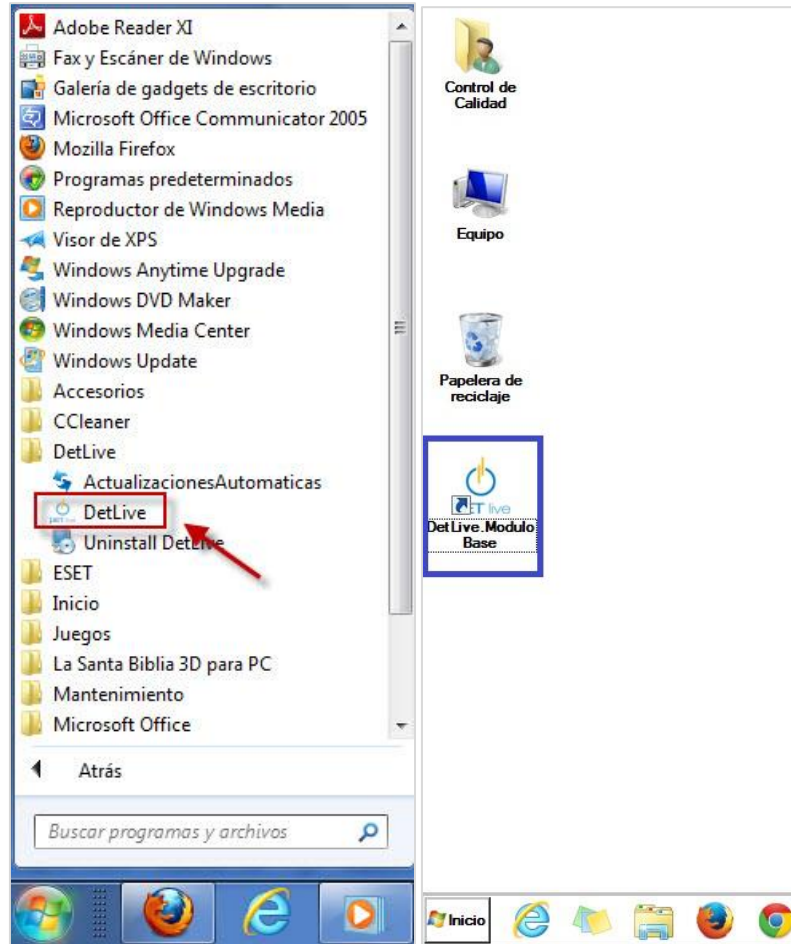 Adobe Reader XI
Fax y Escáner de Windows
Galería de gadgets de escritorio
Microsoft Office Communicator 2005
Mozilla Firefox
Programas predeterminados
Reproductor de Windows Media
Visor de XPS
Windows Anytime Upgrade
Windows DVD Maker
Windows Media Center
Windows Update
Accesorios
CCleaner
DetLive
ActualizacionesAutomaticas
DetLive
Uninstall DetLive
ESET
Inicio
Juegos
La Santa Biblia 3D para PC
Mantenimiento
Microsoft Office
Atrás
Buscar programas y archivos
Control de
Calidad
Equipo
Papelera de
reciclaje
ET live
DetLive.Modulo
Base
Inicio